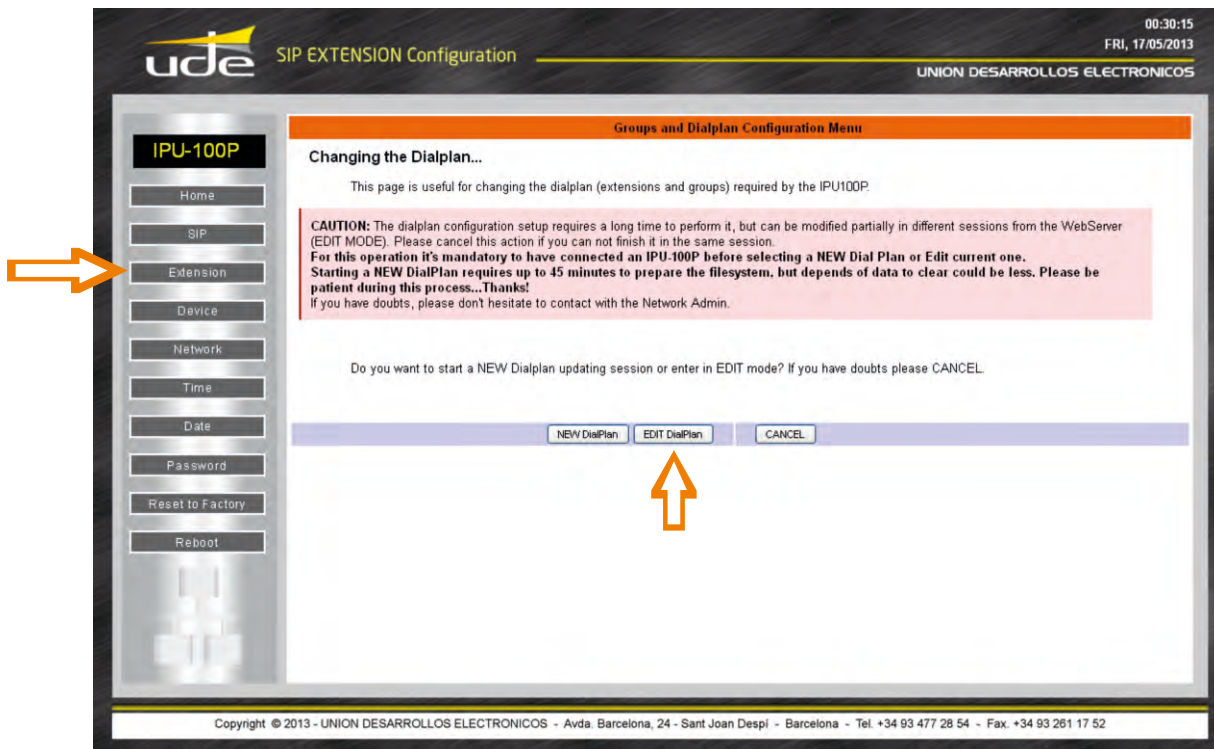 00:30:15
FRI, 17/05/2013
ude
SIP EXTENSION Configuration
UNION DESARROLLOS ELECTRONICOS
IPU-100P
Home
SIP
Extension
Device
Network
Time
Date
Password
Reset to Factory
Reboot
Groups and Dialplan Configuration Menu
Changing the Dialplan...
This page is useful for changing the dialplan (extensions and groups) required by the IPU100P.
CAUTION: The dialplan configuration setup requires a long time to perform it, but can be modified partially in different sessions from the WebServer
(EDIT MODE). Please cancel this action if you can not finish it in the same session.
For this operation it's mandatory to have connected an IPU-100P before selecting a NEW Dial Plan or Edit current one.
Starting a NEW DialPlan requires up to 45 minutes to prepare the filesystem, but depends of data to clear could be less. Please be
patient during this process...Thanks!
If you have doubts, please don't hesitate to contact with the Network Admin.
Do you want to start a NEW Dialplan updating session or enter in EDIT mode? If you have doubts please CANCEL.
NEW DialPlan EDIT DialPlan CANCEL
Copyright © 2013 - UNION DESARROLLOS ELECTRONICOS - Avda. Barcelona, 24 - Sant Joan Despí - Barcelona - Tel. +34 93 477 28 54 - Fax. +34 93 261 17 52